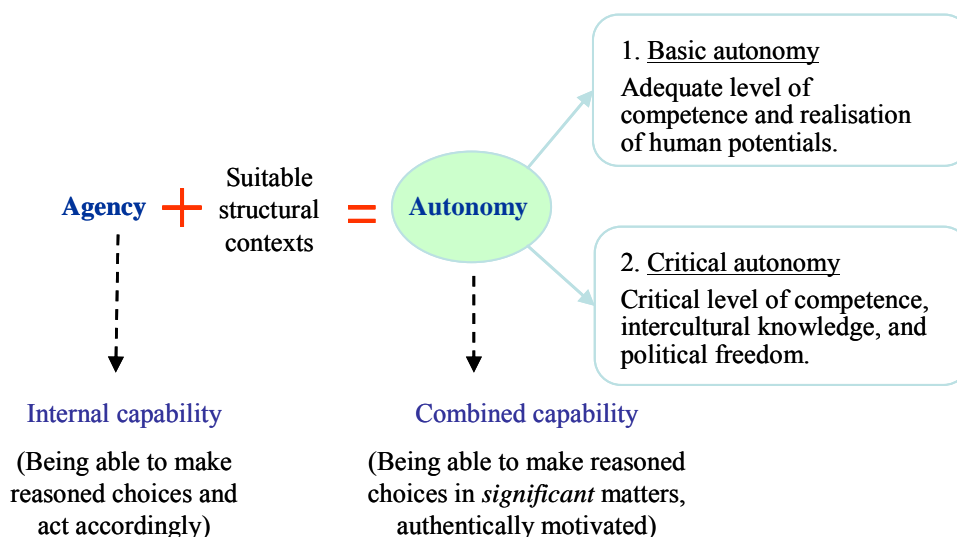 Agency
+
Suitable
structural
contexts
=
Autonomy
1. Basic autonomy
Adequate level of
competence and realisation
of human potentials.
2. Critical autonomy
Critical level of competence,
intercultural knowledge, and
political freedom.
Internal capability
(Being able to make
reasoned choices and
act accordingly)
Combined capability
(Being able to make reasoned
choices in significant matters,
authentically motivated)